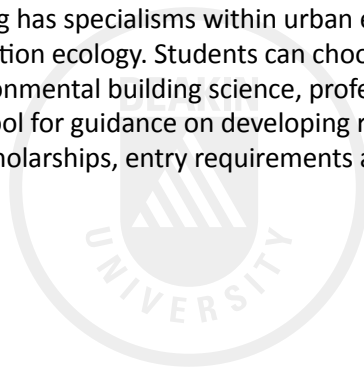 g has specialisms within urban e
tion ecology. Students can choo
onmental building science, profe
ool for guidance on developing r
holarships, entry requirements a
DEAKIN
UNIVERSITY